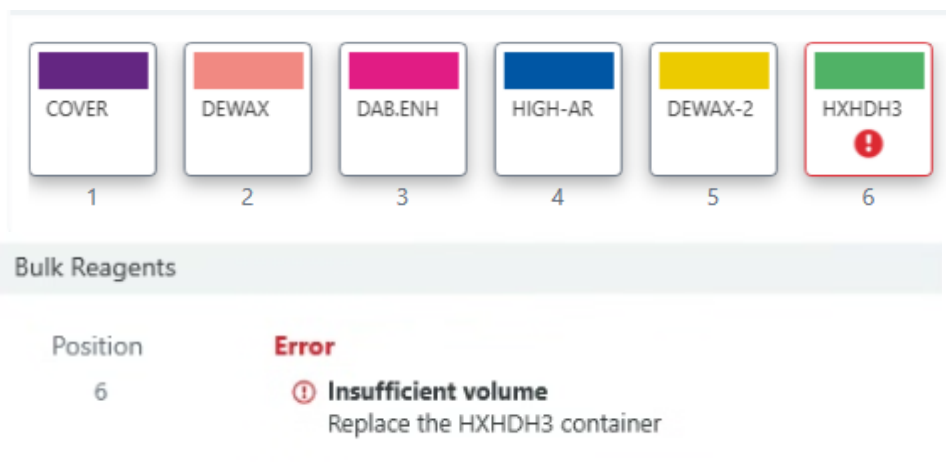 COVER DEWAX DAB.ENH HIGH-AR DEWAX-2 HXHDH3
1 2 3 4 5 6
Bulk Reagents
Position Error
6 Insufficient volume
Replace the HXHDH3 container